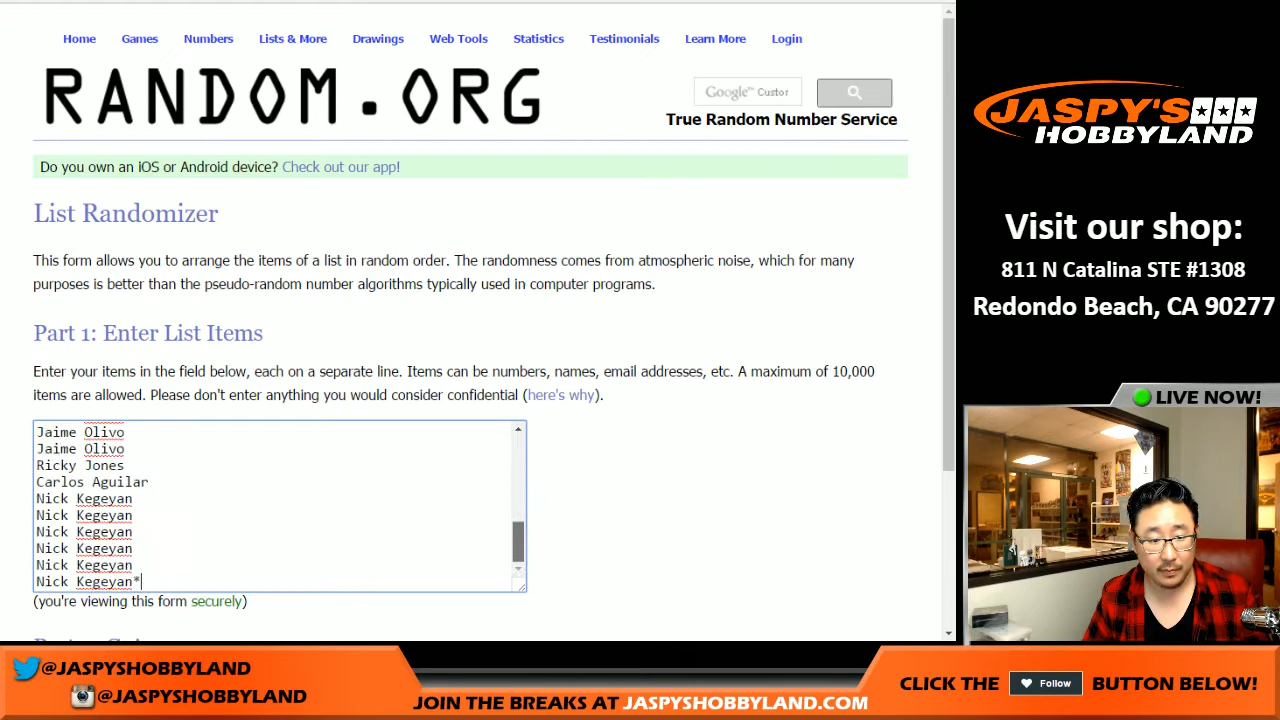 Home Games Numbers Lists & More Drawings Web Tools Statistics Testimonials Learn More Login
RANDOM.ORG
Google™ Custor
True Random Number Service
Do you own an iOS or Android device? Check out our app!
List Randomizer
This form allows you to arrange the items of a list in random order. The randomness comes from atmospheric noise, which for many
purposes is better than the pseudo-random number algorithms typically used in computer programs.
Part 1: Enter List Items
Enter your items in the field below, each on a separate line. Items can be numbers, names, email addresses, etc. A maximum of 10,000
items are allowed. Please don't enter anything you would consider confidential (here's why).
Jaime Olivo
Jaime Olivo
Ricky Jones
Carlos Aguilar
Nick Kegeyan
Nick Kegeyan
Nick Kegeyan
Nick Kegeyan
Nick Kegeyan
Nick Kegeyan*
(you're viewing this form securely)
JASPY'S
HOBBYLAND
Visit our shop:
811 N Catalina STE #1308
Redondo Beach, CA 90277
LIVE NOW!
@JASPYSHOBBYLAND
@JASPYSHOBBYLAND
JOIN THE BREAKS AT JASPYSHOBBYLAND.COM
CLICK THE Follow BUTTON BELOW!